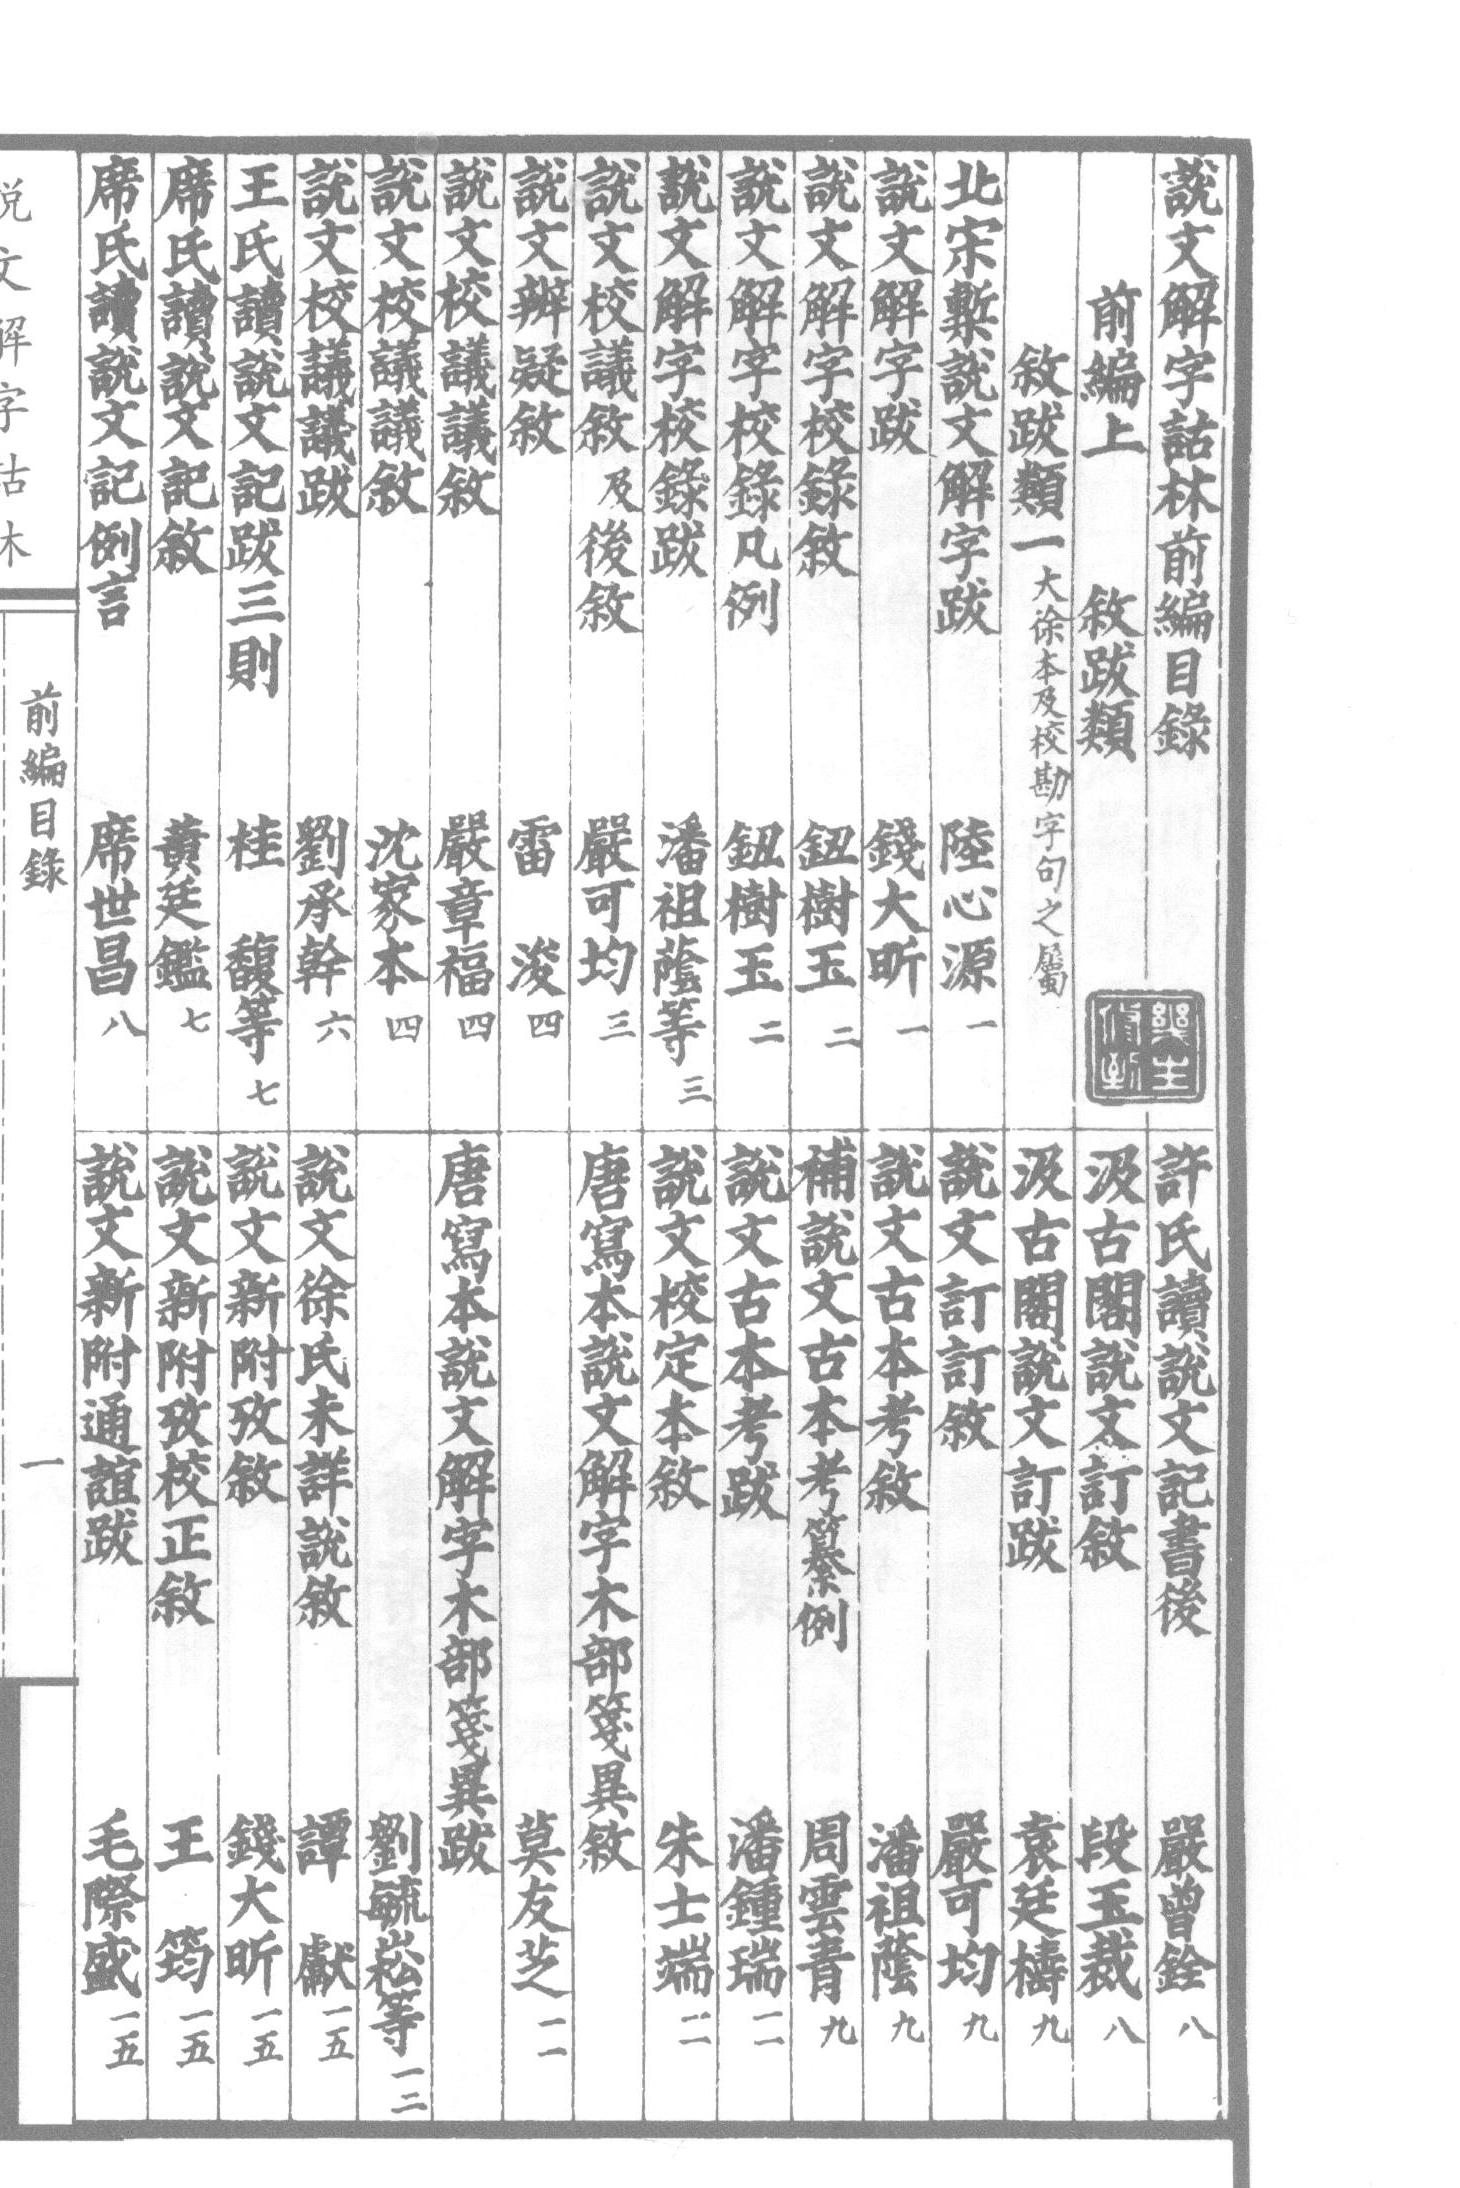 說文解字詁林前編目錄
前編上　敘跋類
敘跋類一 大徐本及校勘字句之屬
北宋槧說文解字跋　陸心源　一
說文解字跋　錢大昕　一
說文解字校錄敘　鈕樹玉　二
說文解字校錄凡例　鈕樹玉　二
說文解字校錄跋　潘祖蔭等　三
說文校議敘及後敘　嚴可均　三
說文辨疑敘　雷　浚　四
說文校議議敘　嚴章福　四
說文校議議敘　沈家本　四
說文校議議跋　劉承幹　六
王氏讀說文記跋三則　桂　馥等　七
席氏讀說文記敘　黃廷鑑　七
席氏讀說文記例言　席世昌　八
許氏讀說文記書後　嚴曾銓　八
汲古閣說文訂敘　段玉裁　八
汲古閣說文訂跋　袁廷檮　九
說文訂訂敘　嚴可均　九
說文古本考敘　潘祖蔭　九
補說文古本考纂例　周雲青　九
說文古本考跋　潘鍾瑞　一一
說文校定本敘　朱士端　一一
唐寫本說文解字木部箋異敘
莫友芝　一一
唐寫本說文解字木部箋異跋
劉毓崧等　一二
說文徐氏未詳說敘　譚　獻　一五
說文新附攷敘　錢大昕　一五
說文新附攷校正敘　王　筠　一五
說文新附通誼跋　毛際盛　一五
說文解字詁林
前編目錄
一